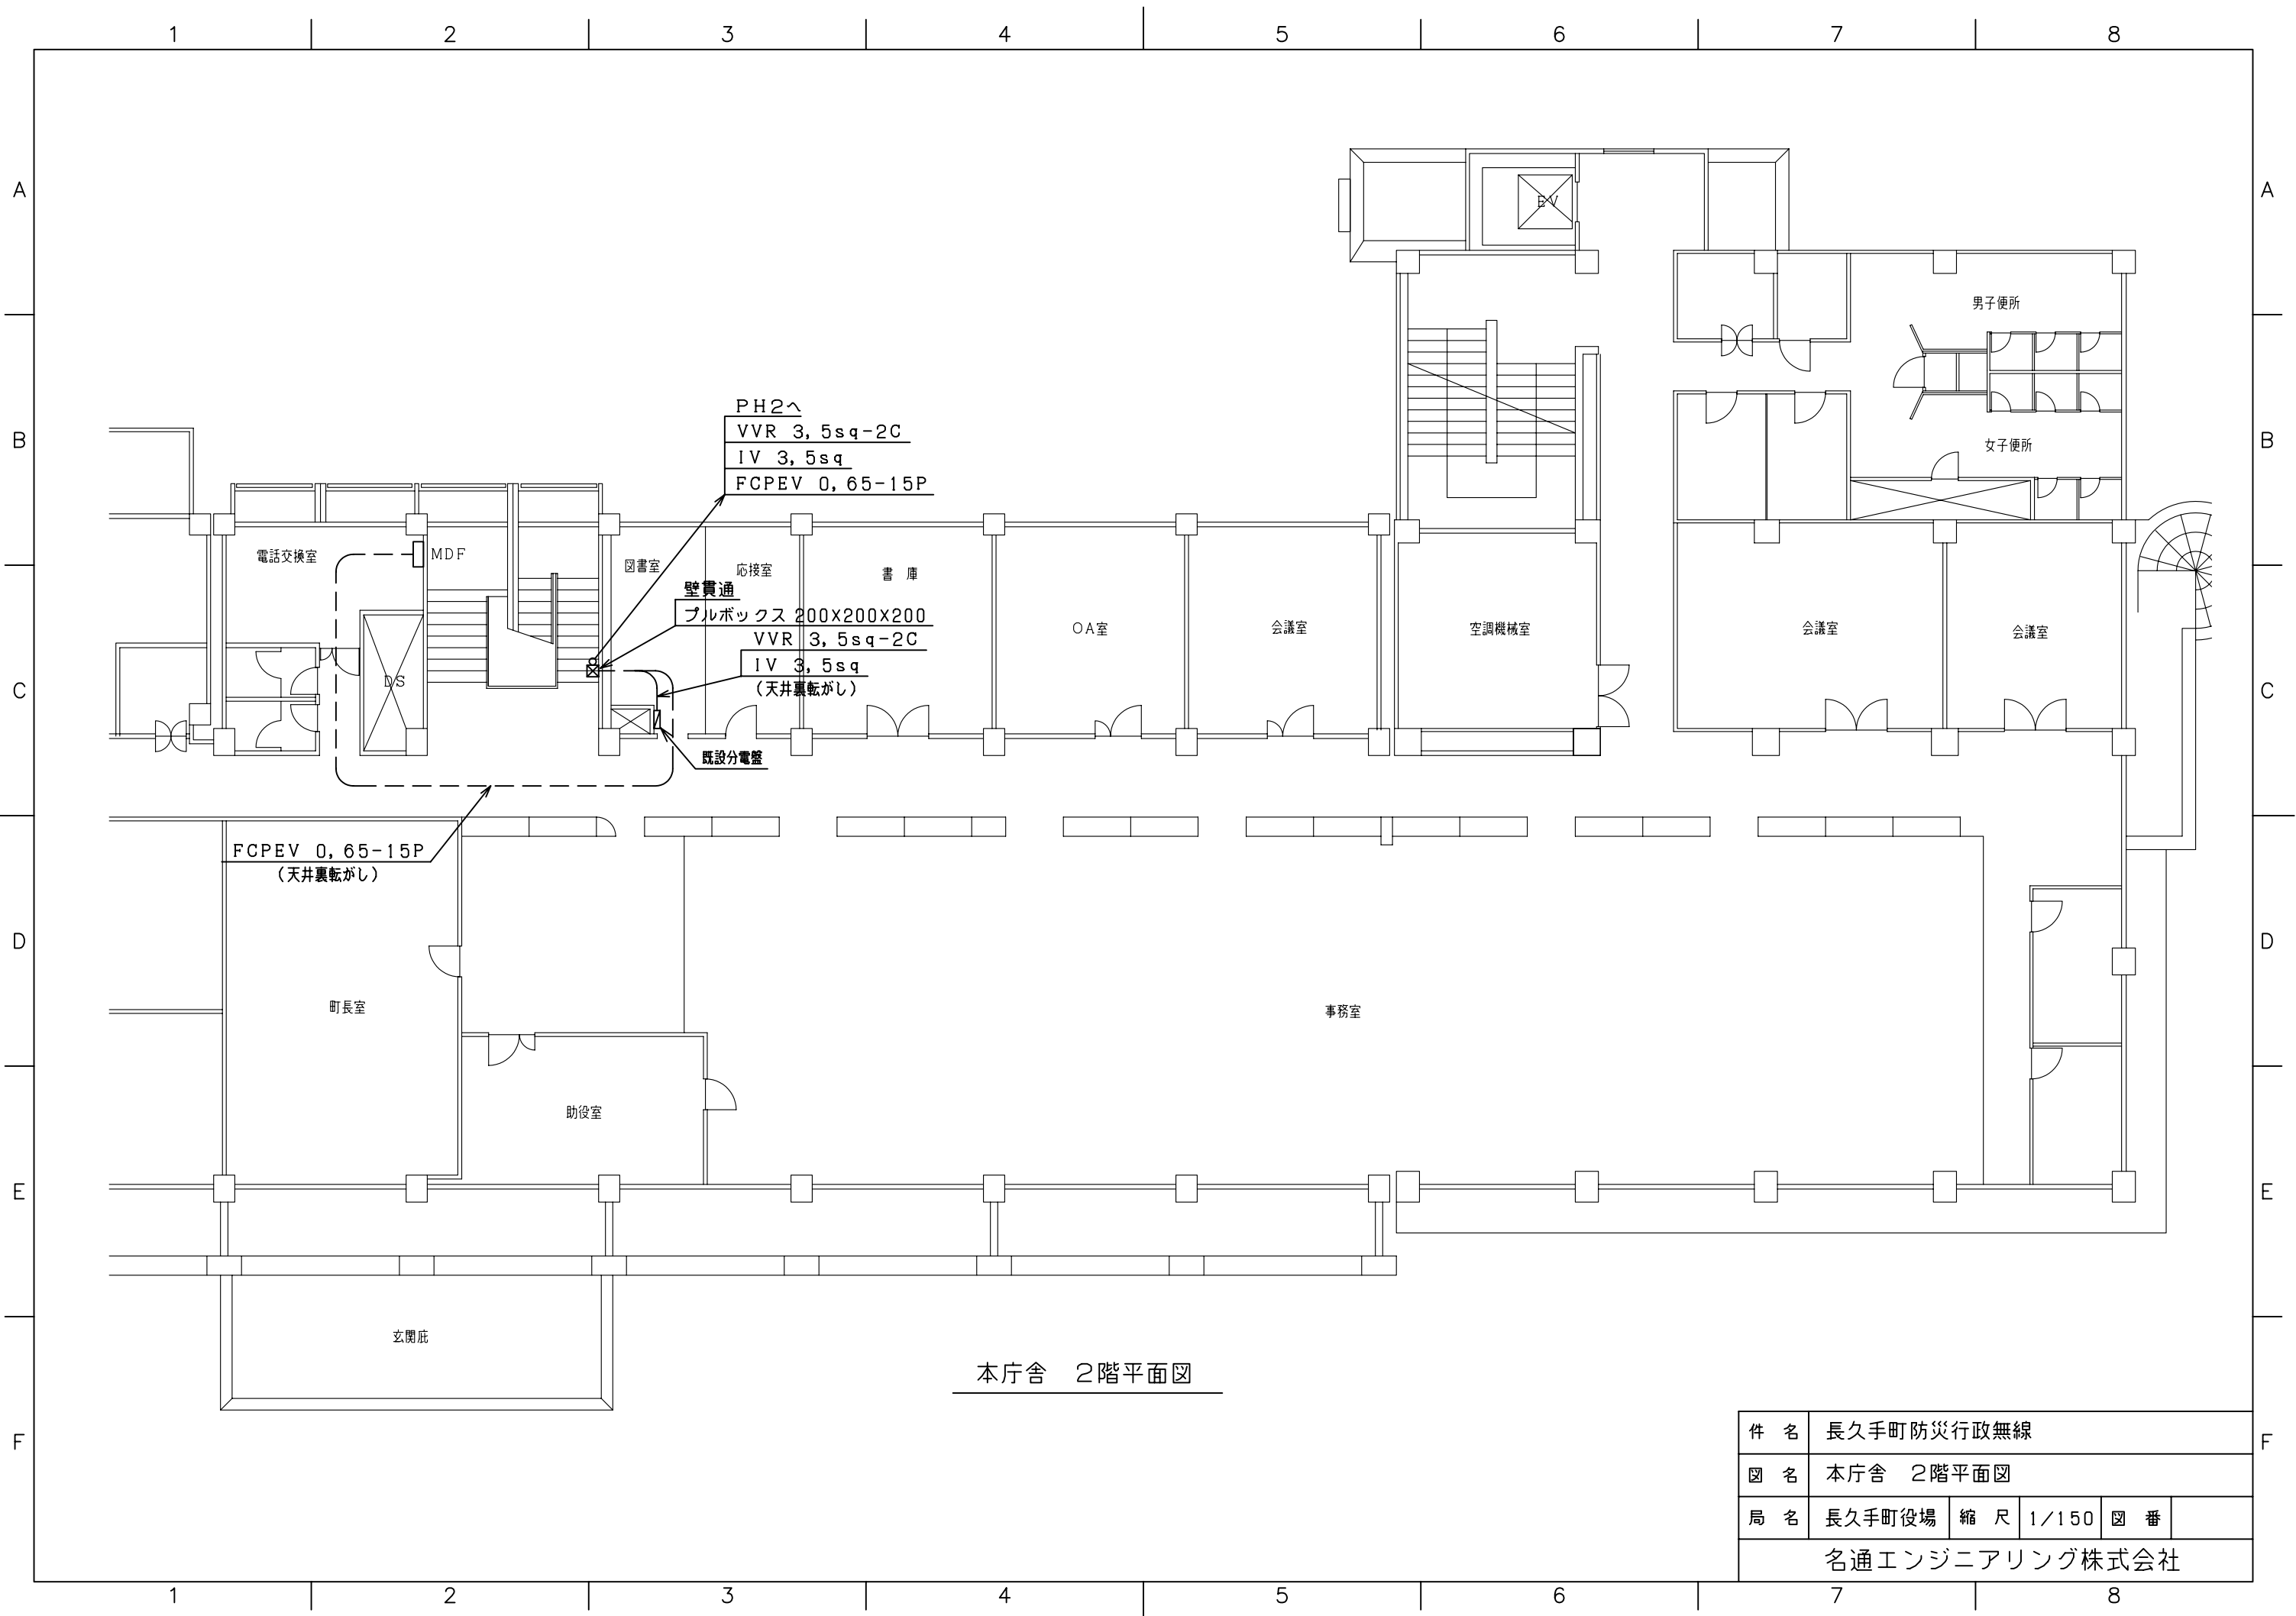 1 2 3 4 5 6 7 8
A A
EV
男子便所
B B
女子便所
PH2へ
VVR 3,5sq-2C
IV 3,5sq
FCPEV 0,65-15P
電話交換室
MDF
図書室
応接室
書 庫
壁貫通
プルボックス 200X200X200
VVR 3,5sq-2C
IV 3,5sq
(天井裏転がし)
OA室
会議室
空調機械室
会議室
会議室
C C
DS
既設分電盤
FCPEV 0,65-15P
(天井裏転がし)
D D
町長室
事務室
助役室
E E
玄関庇
本庁舎 2階平面図
F F
件 名 長久手町防災行政無線
図 名 本庁舎 2階平面図
局 名 長久手町役場 縮 尺 1/150 図 番
名通エンジニアリング株式会社
1 2 3 4 5 6 7 8